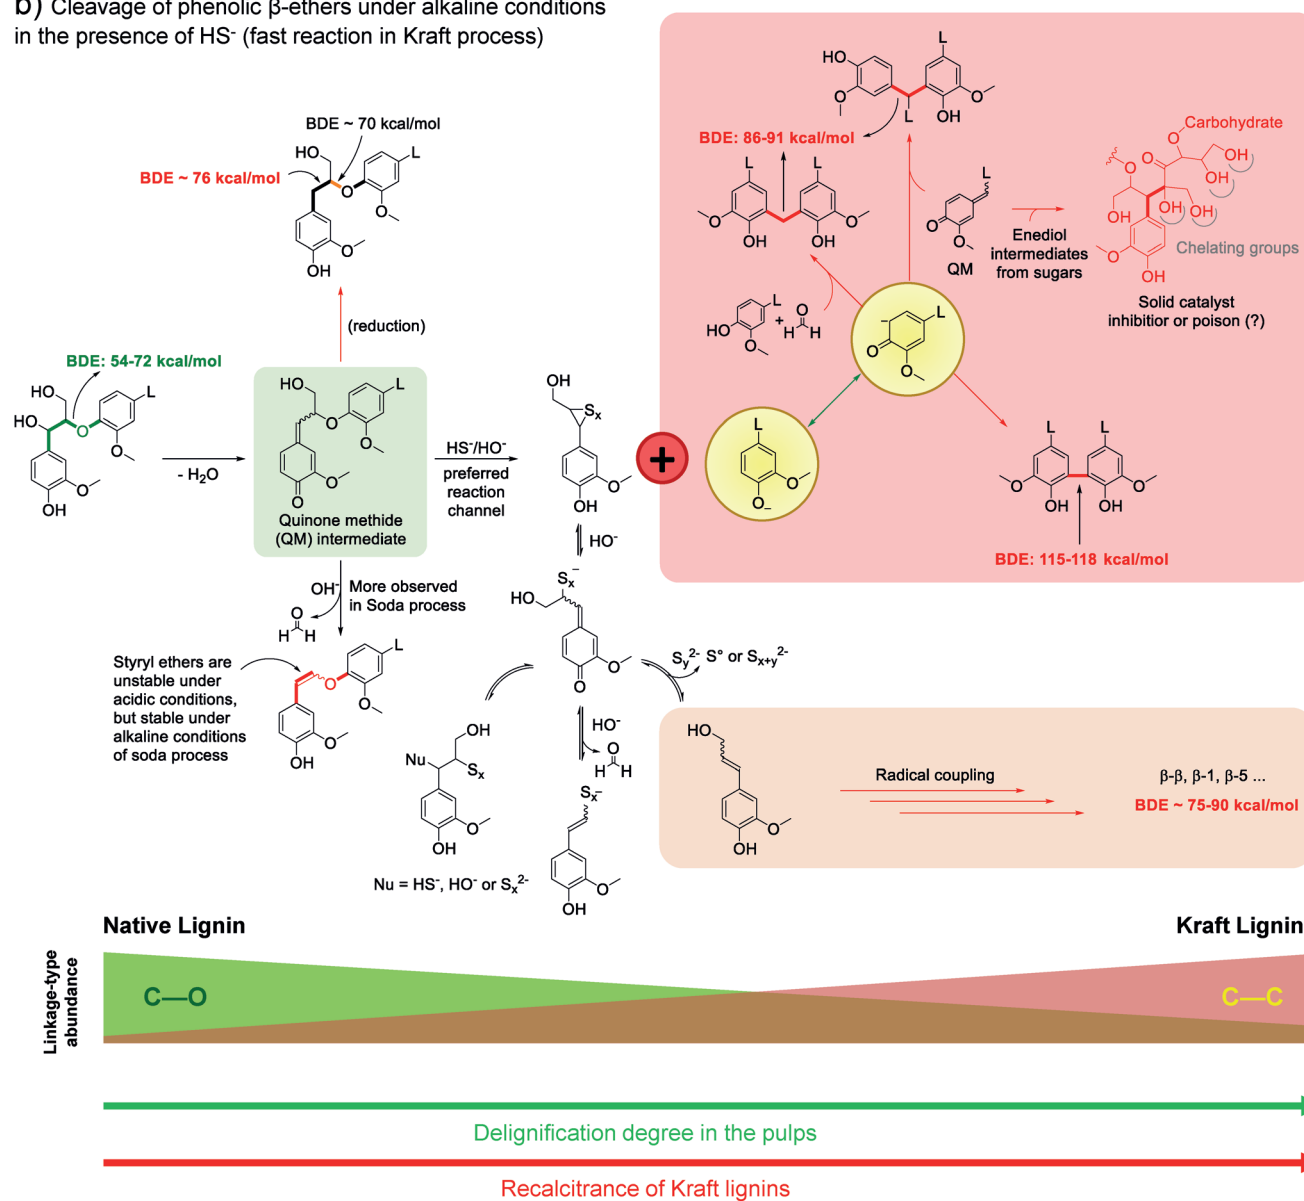 b) Cleavage of phenolic β-ethers under alkaline conditions
in the presence of HS⁻ (fast reaction in Kraft process)
BDE ~ 70 kcal/mol
BDE ~ 76 kcal/mol
HO
L
O
O
O
OH
(reduction)
BDE: 54-72 kcal/mol
HO
HO
L
O
O
O
OH
- H₂O
HO
L
O
O
O
O
Quinone methide
(QM) intermediate
HS⁻/HO⁻
preferred
reaction
channel
OH
Sₓ
O
OH
+
HO⁻
OH⁻
More observed
in Soda process
O
H H
Styryl ethers are
unstable under
acidic conditions,
but stable under
alkaline conditions
of soda process
L
O
O
O
OH
Sₓ⁻
HO
O
O
OH
Nu
Sₓ
O
OH
Nu = HS⁻, HO⁻ or Sₓ²⁻
HO⁻
O
H H
Sₓ⁻
O
OH
Sᵧ²⁻ S° or Sₓ₊ᵧ²⁻
HO
L
O
L
OH
O
BDE: 86-91 kcal/mol
L
L
O
OH
OH
O
L
HO
O
+
O
H H
L
O
O
QM
Enediol
intermediates
from sugars
Carbohydrate
O
O
O
OH
OH
OH
OH
OH
O
OH
Chelating groups
Solid catalyst
inhibitior or poison (?)
L
–
O
O
L
O
O–
L
L
O
OH
OH
O
BDE: 115-118 kcal/mol
HO
O
OH
Radical coupling
β-β, β-1, β-5 ...
BDE ~ 75-90 kcal/mol
Native Lignin
Kraft Lignin
Linkage-type
abundance
C—O
C—C
Delignification degree in the pulps
Recalcitrance of Kraft lignins